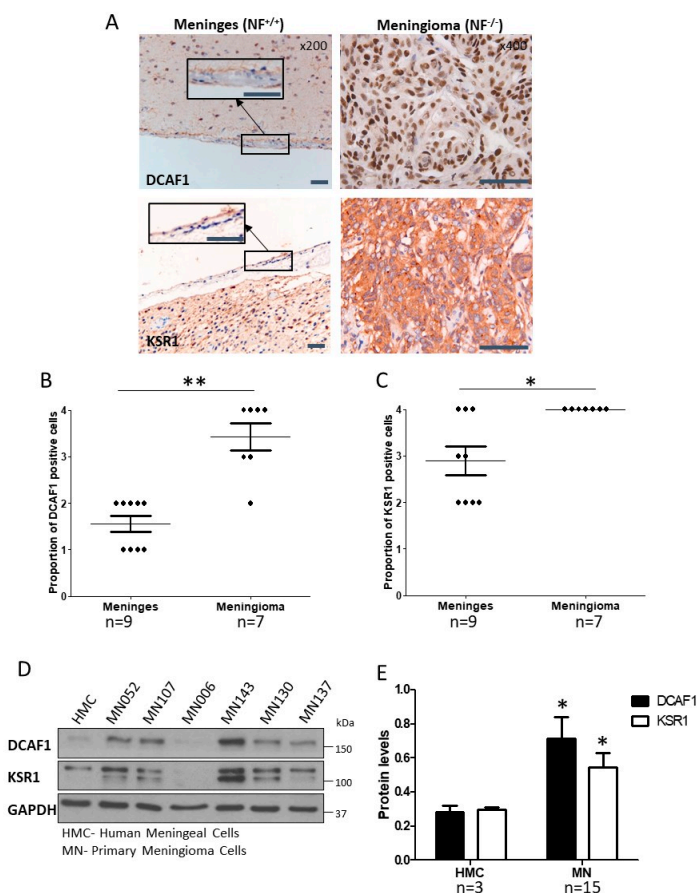 A
Meninges (NF+/+)
Meningioma (NF-/-)
x200
x400
DCAF1
KSR1
B
**
Proportion of DCAF1 positive cells
4
3
2
1
0
Meninges
n=9
Meningioma
n=7
C
*
Proportion of KSR1 positive cells
4
3
2
1
0
Meninges
n=9
Meningioma
n=7
D
HMC
MN052
MN107
MN006
MN143
MN130
MN137
kDa
DCAF1
150
KSR1
100
GAPDH
37
HMC- Human Meningeal Cells
MN- Primary Meningioma Cells
E
DCAF1
KSR1
Protein levels
1.0
0.8
0.6
0.4
0.2
0.0
*
*
HMC
n=3
MN
n=15